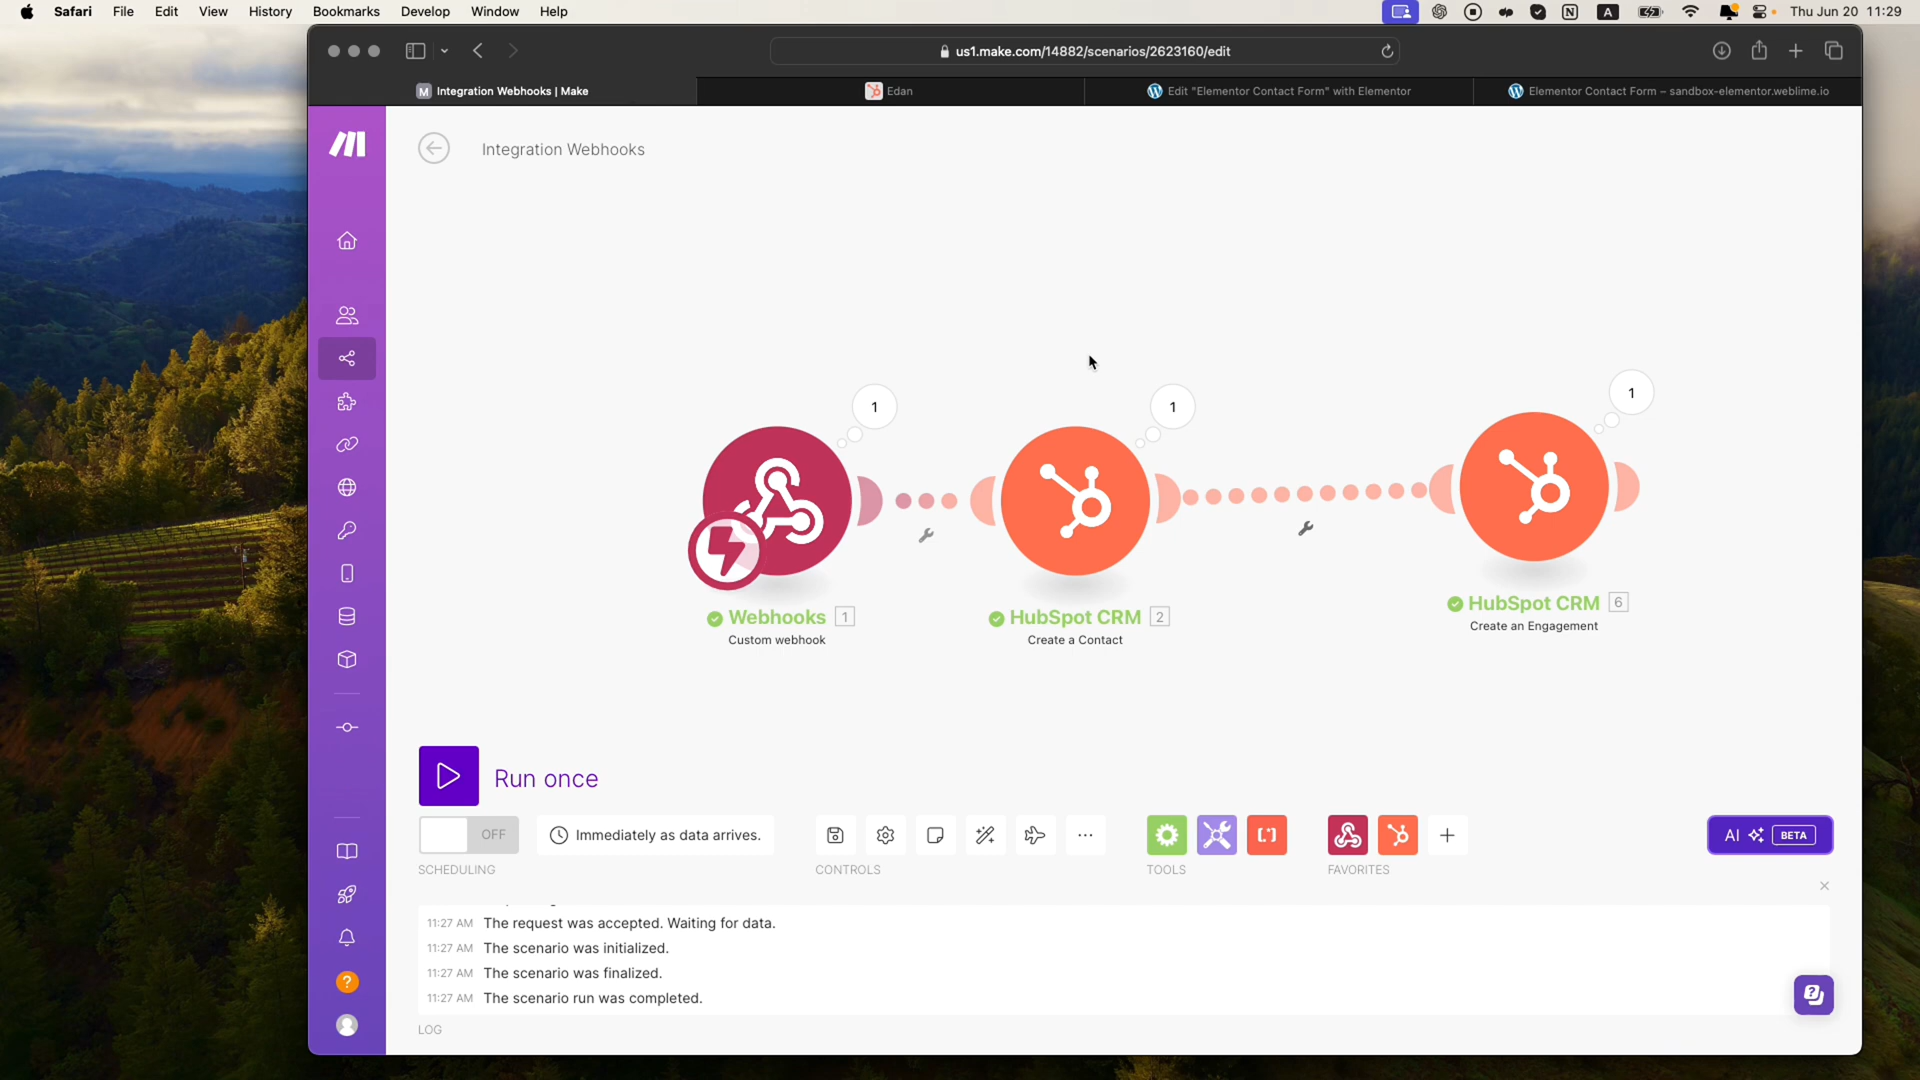 Safari File Edit View History Bookmarks Develop Window Help
A
Thu Jun 20 11:29
us1.make.com/14882/scenarios/2623160/edit
M Integration Webhooks | Make
Edan
Edit "Elementor Contact Form" with Elementor
Elementor Contact Form – sandbox-elementor.weblime.io
Integration Webhooks
1
1
1
Webhooks 1
Custom webhook
HubSpot CRM 2
Create a Contact
HubSpot CRM 6
Create an Engagement
Run once
OFF
Immediately as data arrives.
AI BETA
SCHEDULING
CONTROLS
TOOLS
FAVORITES
11:27 AM The request was accepted. Waiting for data.
11:27 AM The scenario was initialized.
11:27 AM The scenario was finalized.
11:27 AM The scenario run was completed.
LOG